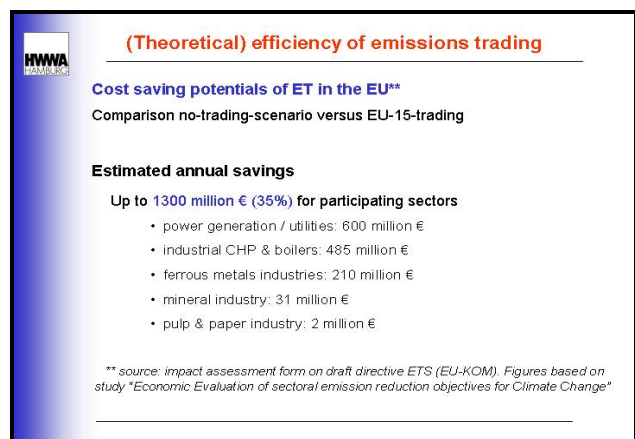 (Theoretical) efficiency of emissions trading
HWWA
HAMBURG
Cost saving potentials of ET in the EU**
Comparison no-trading-scenario versus EU-15-trading
Estimated annual savings
Up to 1300 million € (35%) for participating sectors
• power generation / utilities: 600 million €
• industrial CHP & boilers: 485 million €
• ferrous metals industries: 210 million €
• mineral industry: 31 million €
• pulp & paper industry: 2 million €
** source: impact assessment form on draft directive ETS (EU-KOM). Figures based on
study "Economic Evaluation of sectoral emission reduction objectives for Climate Change"